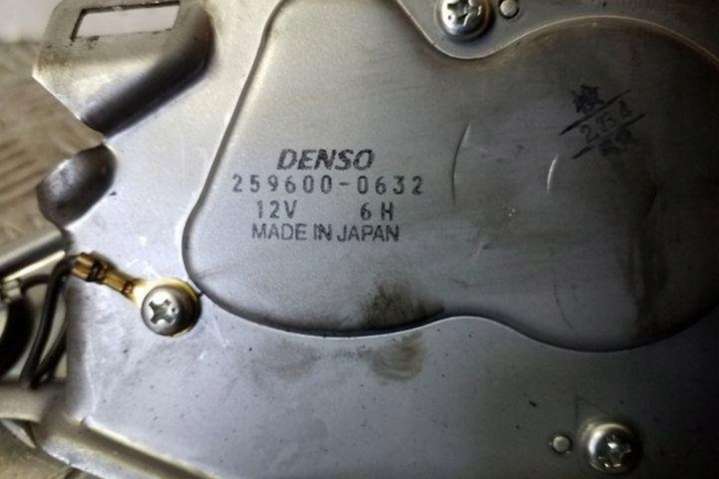 DENSO
259600-0632
12V 6H
MADE IN JAPAN